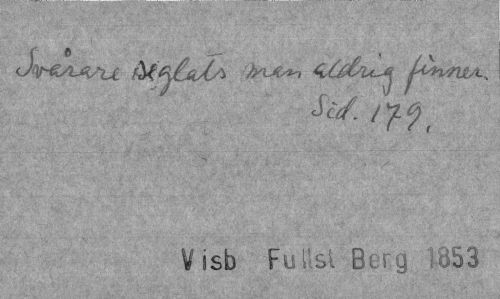 Svårare seglats man aldrig finner.
Sid. 179.
Visb Fullst Berg 1853